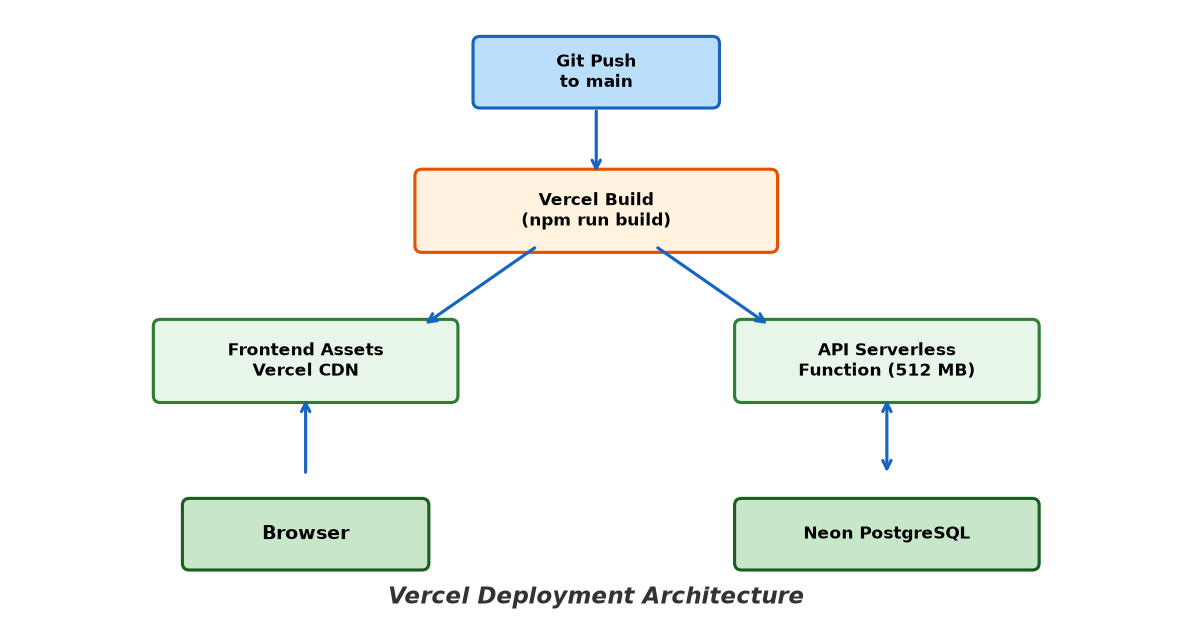 Git Push
to main
Vercel Build
(npm run build)
Frontend Assets
Vercel CDN
API Serverless
Function (512 MB)
Browser
Neon PostgreSQL
Vercel Deployment Architecture